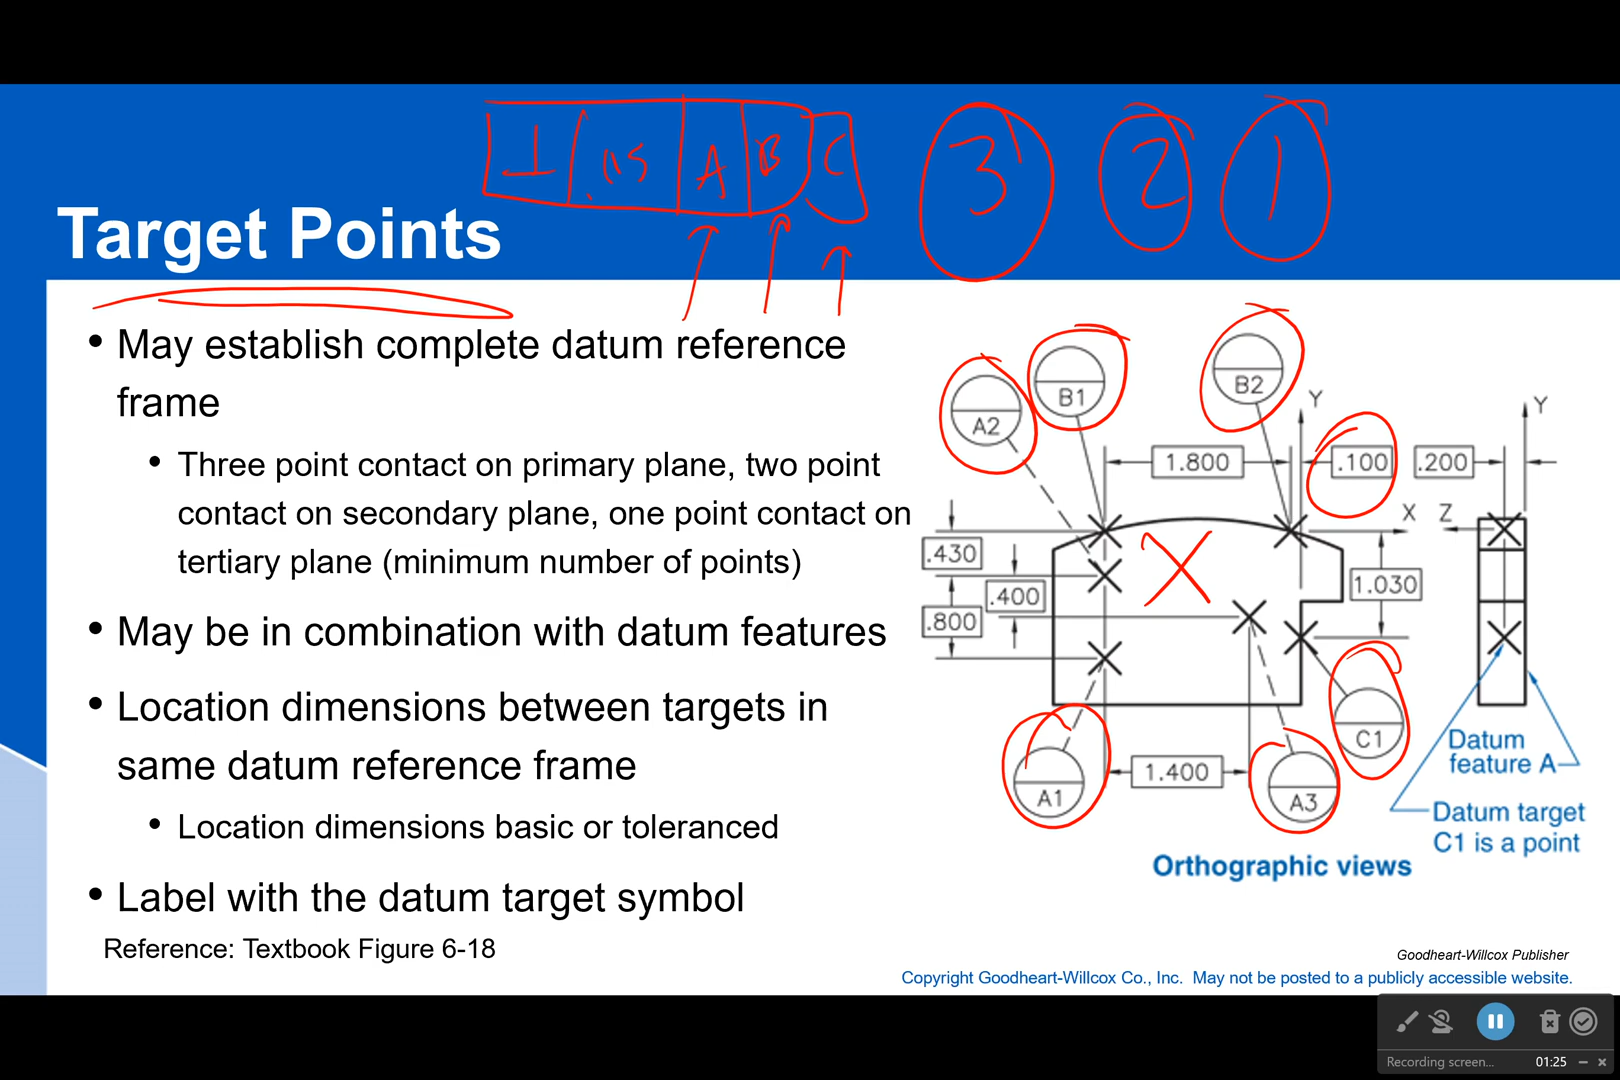 ⊥ .115 A B C 3 2 1
Target Points
• May establish complete datum reference
frame
• Three point contact on primary plane, two point
contact on secondary plane, one point contact on
tertiary plane (minimum number of points)
• May be in combination with datum features
• Location dimensions between targets in
same datum reference frame
• Location dimensions basic or toleranced
• Label with the datum target symbol
Reference: Textbook Figure 6-18
B1
B2
A2
Y
Y
1.800
.100
.200
X
Z
.430
.400
.800
1.030
X
C1
A1
1.400
A3
Datum
feature A
Datum target
C1 is a point
Orthographic views
Goodheart-Willcox Publisher
Copyright Goodheart-Willcox Co., Inc. May not be posted to a publicly accessible website.
Recording screen... 01:25